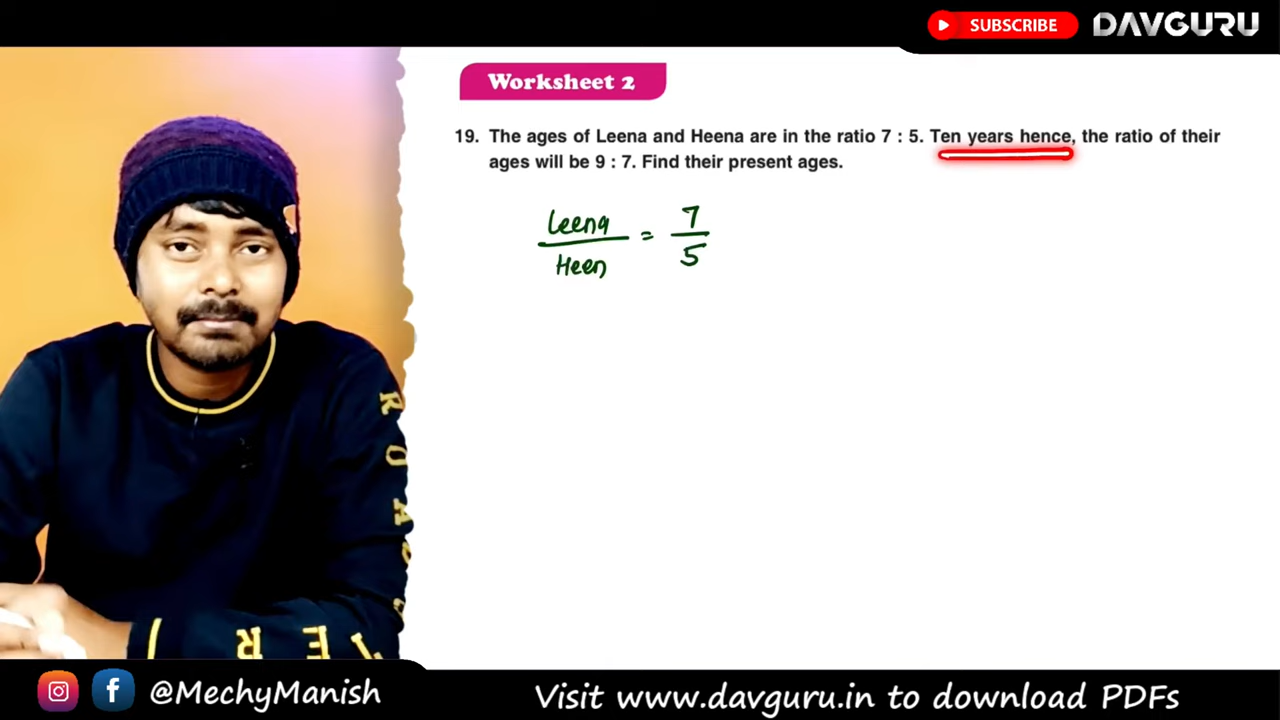 SUBSCRIBE DAVGURU
Worksheet 2
19. The ages of Leena and Heena are in the ratio 7 : 5. Ten years hence, the ratio of their
ages will be 9 : 7. Find their present ages.
Leena
Heen
=
7
5
R
O
A
D
T E R
@MechyManish
Visit www.davguru.in to download PDFs